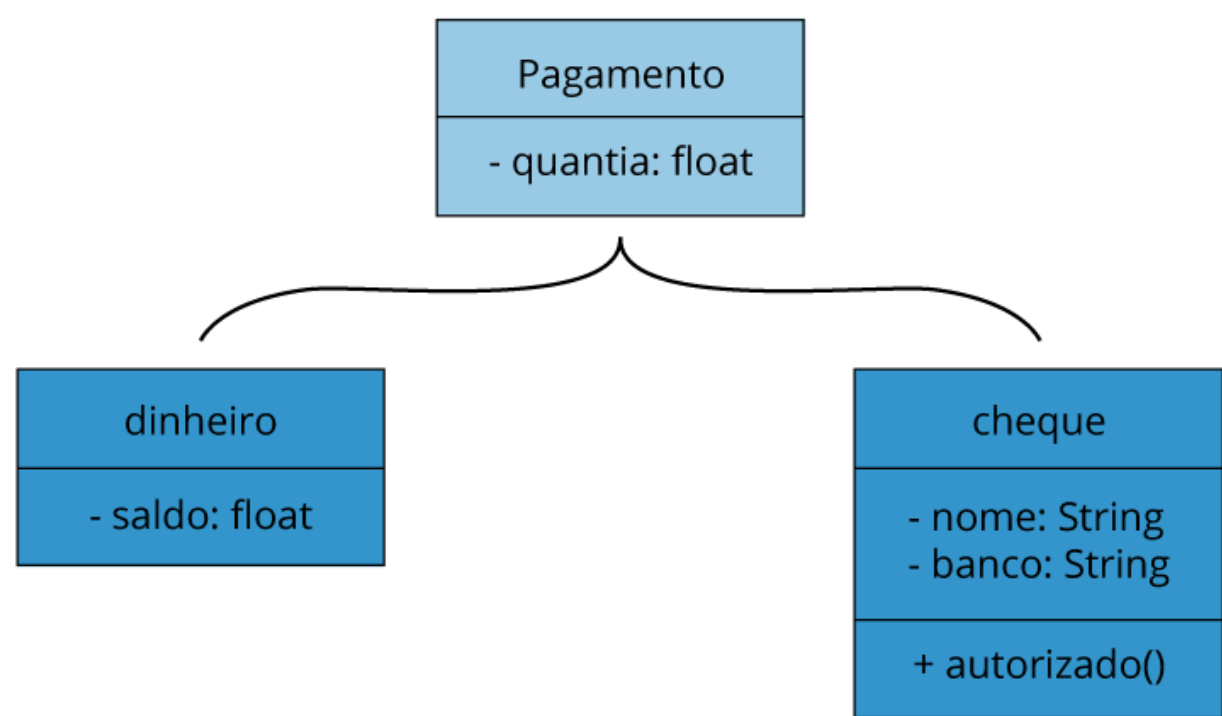 Pagamento
- quantia: float
dinheiro
- saldo: float
cheque
- nome: String
- banco: String
+ autorizado()